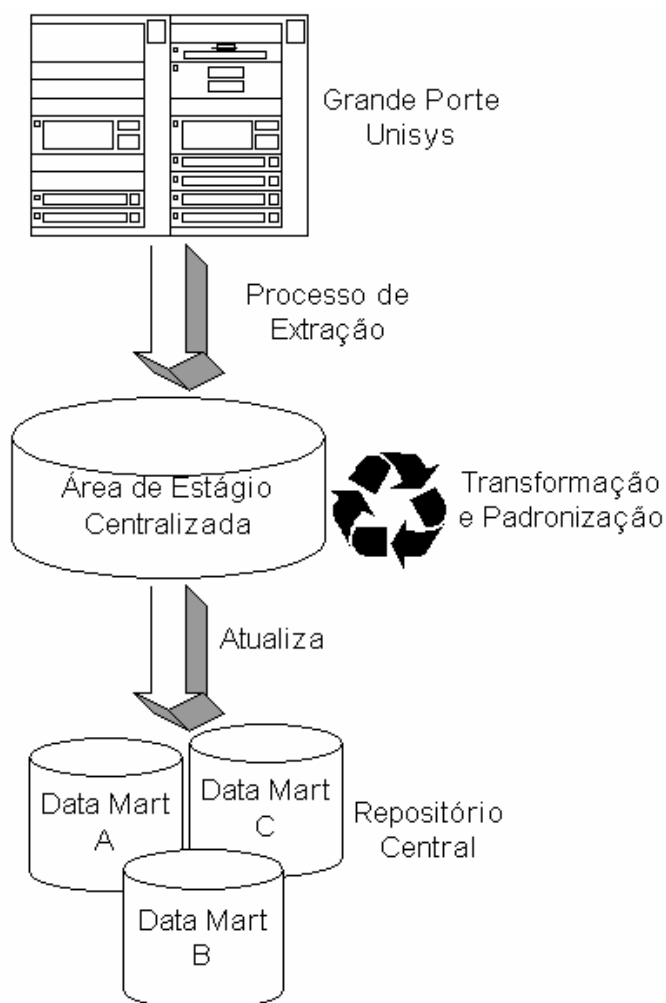 Grande Porte
Unisys
Processo de
Extração
Área de Estágio
Centralizada
Transformação
e Padronização
Atualiza
Data Mart
A
Data Mart
C
Repositório
Central
Data Mart
B